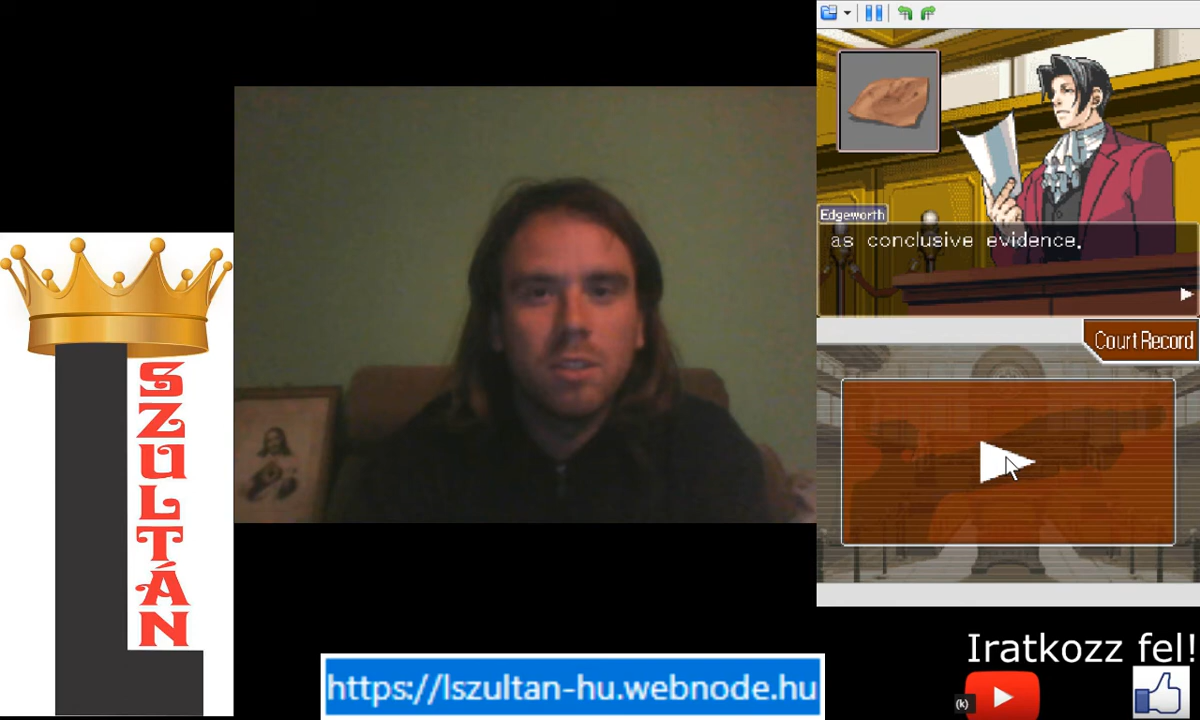 Edgeworth
as conclusive evidence.
Court Record
L
SZULTÁN
https://lszultan-hu.webnode.hu
Iratkozz fel!
(k)